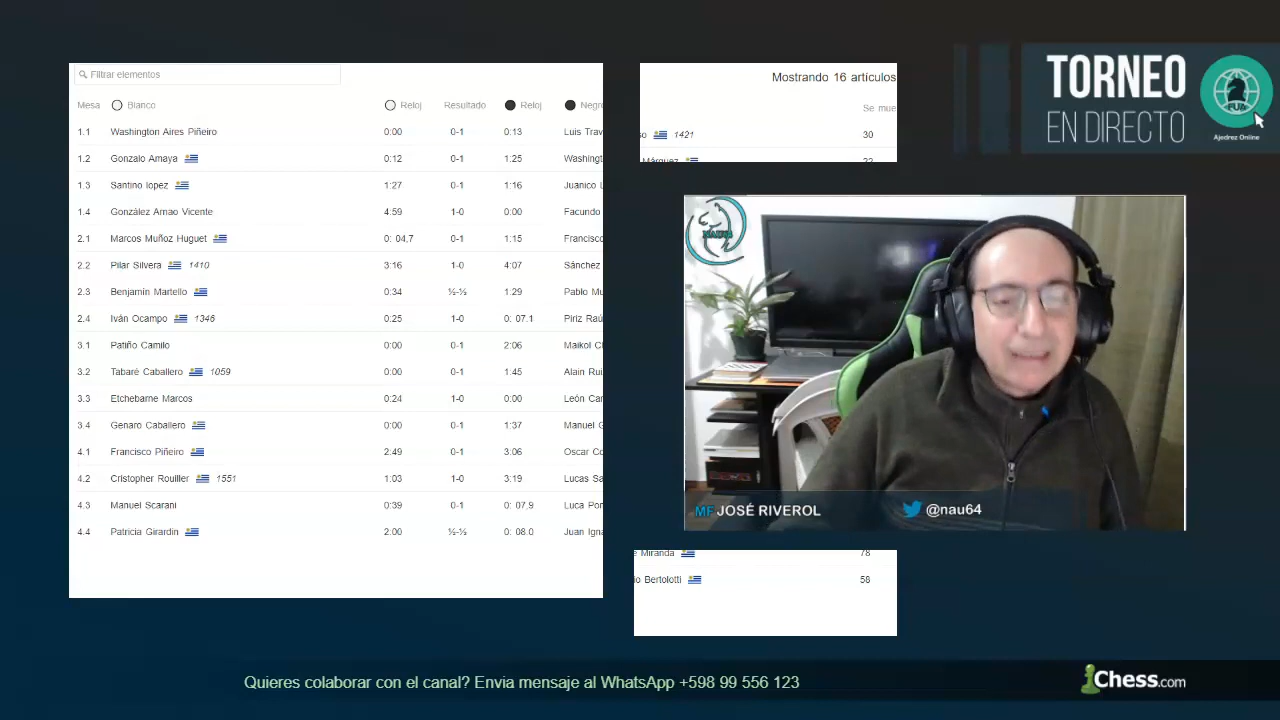 Filtrar elementos
Mesa Blanco Reloj Resultado Reloj Negro
1.1 Washington Aires Piñeiro 0:00 0-1 0:13 Luis Trav
1.2 Gonzalo Amaya 0:12 0-1 1:25 Washingt
1.3 Santino lopez 1:27 0-1 1:16 Juanico L
1.4 González Arnao Vicente 4:59 1-0 0:00 Facundo
2.1 Marcos Muñoz Huguet 0: 04,7 0-1 1:15 Francisco
2.2 Pilar Silvera 1410 3:16 1-0 4:07 Sánchez
2.3 Benjamín Martello 0:34 ½-½ 1:29 Pablo Mu
2.4 Iván Ocampo 1346 0:25 1-0 0: 07.1 Píriz Raú
3.1 Patiño Camilo 0:00 0-1 2:06 Maikol C
3.2 Tabaré Caballero 1059 0:00 0-1 1:45 Alain Rui
3.3 Etchebarne Marcos 0:24 1-0 0:00 León Car
3.4 Genaro Caballero 0:00 0-1 1:37 Manuel G
4.1 Francisco Piñeiro 2:49 0-1 3:06 Oscar Co
4.2 Cristopher Rouiller 1551 1:03 1-0 3:19 Lucas Sa
4.3 Manuel Scarani 0:39 0-1 0: 07.9 Luca Pon
4.4 Patricia Girardin 2:00 ½-½ 0: 08.0 Juan Igna
Mostrando 16 artículos
Se mue
so 1421 30
Márquez 22
TORNEO
EN DIRECTO
Ajedrez Online
NAU64
MF JOSÉ RIVEROL @nau64
e Miranda 78
io Bertolotti 58
Quieres colaborar con el canal? Envia mensaje al WhatsApp +598 99 556 123
Chess.com